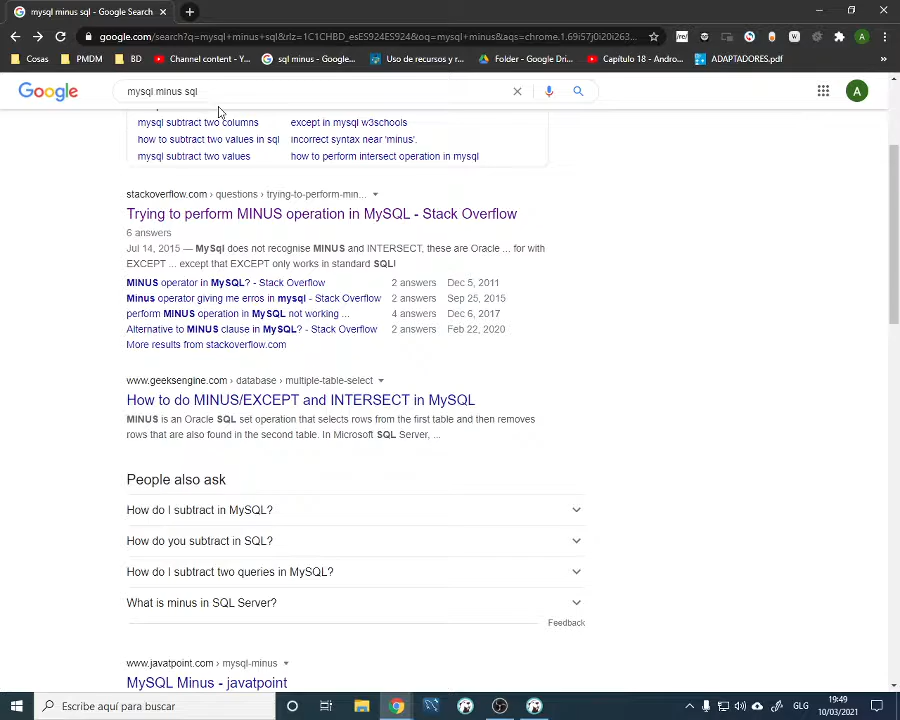 mysql minus sql - Google Search
google.com/search?q=mysql+minus+sql&rlz=1C1CHBD_esES924ES924&oq=mysql+minus&aqs=chrome.1.69i57j0i20i263...
Cosas
PMDM
BD
Channel content - Y...
sql minus - Google...
Uso de recursos y r...
Folder - Google Dri...
Capítulo 18 - Andro...
ADAPTADORES.pdf
Google
mysql minus sql
A
mysql subtract two columns
except in mysql w3schools
how to subtract two values in sql
incorrect syntax near 'minus'.
mysql subtract two values
how to perform intersect operation in mysql
stackoverflow.com › questions › trying-to-perform-min...
Trying to perform MINUS operation in MySQL - Stack Overflow
6 answers
Jul 14, 2015 — MySql does not recognise MINUS and INTERSECT, these are Oracle ... for with
EXCEPT ... except that EXCEPT only works in standard SQL!
MINUS operator in MySQL? - Stack Overflow 2 answers Dec 5, 2011
Minus operator giving me erros in mysql - Stack Overflow 2 answers Sep 25, 2015
perform MINUS operation in MySQL not working ... 4 answers Dec 6, 2017
Alternative to MINUS clause in MySQL? - Stack Overflow 2 answers Feb 22, 2020
More results from stackoverflow.com
www.geeksengine.com › database › multiple-table-select
How to do MINUS/EXCEPT and INTERSECT in MySQL
MINUS is an Oracle SQL set operation that selects rows from the first table and then removes
rows that are also found in the second table. In Microsoft SQL Server, ...
People also ask
How do I subtract in MySQL?
How do you subtract in SQL?
How do I subtract two queries in MySQL?
What is minus in SQL Server?
Feedback
www.javatpoint.com › mysql-minus
MySQL Minus - javatpoint
Escribe aquí para buscar
GLG
19:49
10/03/2021